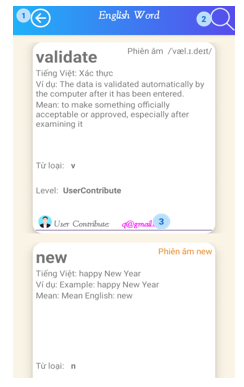 1
English Word
2
validate
Phiên âm /ˈvæl.ɪ.deɪt/
Tiếng Việt: Xác thực
Ví dụ: The data is validated automatically by
the computer after it has been entered.
Mean: to make something officially
acceptable or approved, especially after
examining it
Từ loại: v
Level: UserContribute
User Contribute: q@gmail.
3
new
Phiên âm new
Tiếng Việt: happy New Year
Ví dụ: Example: happy New Year
Mean: Mean English: new
Từ loại: n